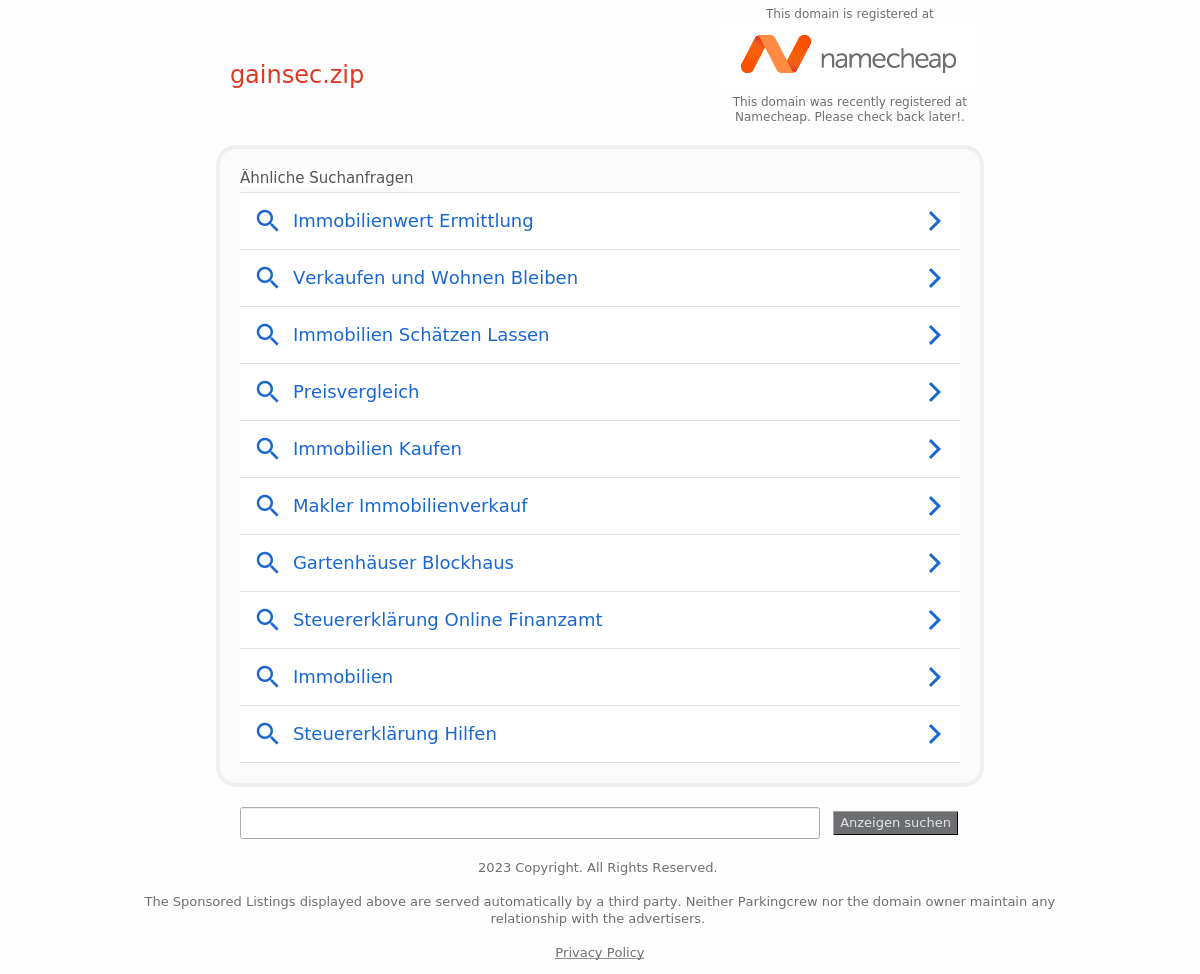 This domain is registered at
namecheap
gainsec.zip
This domain was recently registered at
Namecheap. Please check back later!.
Ähnliche Suchanfragen
Immobilienwert Ermittlung
Verkaufen und Wohnen Bleiben
Immobilien Schätzen Lassen
Preisvergleich
Immobilien Kaufen
Makler Immobilienverkauf
Gartenhäuser Blockhaus
Steuererklärung Online Finanzamt
Immobilien
Steuererklärung Hilfen
Anzeigen suchen
2023 Copyright. All Rights Reserved.
The Sponsored Listings displayed above are served automatically by a third party. Neither Parkingcrew nor the domain owner maintain any
relationship with the advertisers.
Privacy Policy